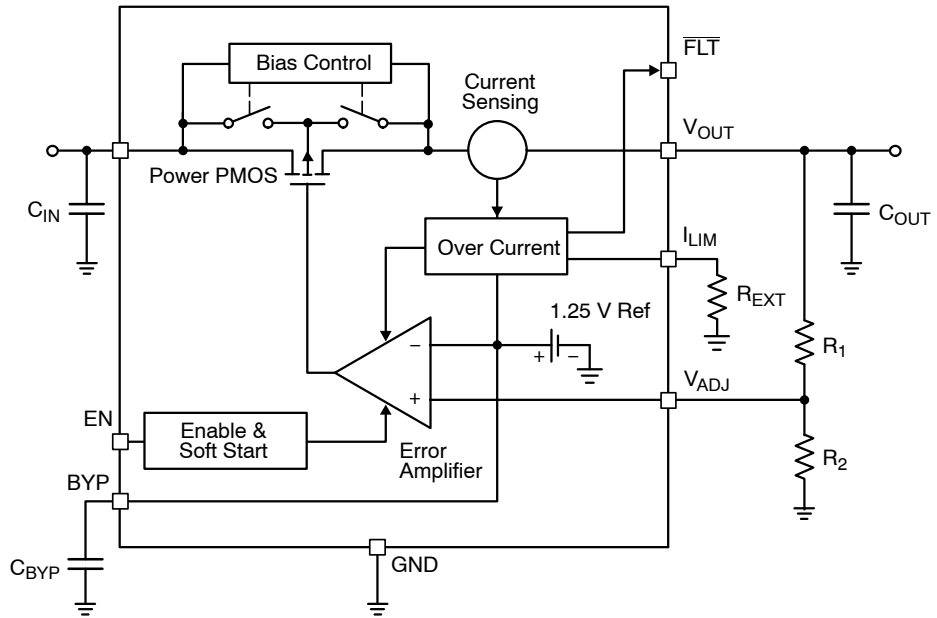 Bias Control
Current
Sensing
FLT
VOUT
Power PMOS
CIN
COUT
Over Current
ILIM
REXT
1.25 V Ref
+ −
−
R1
VADJ
+
EN
Enable &
Soft Start
Error
Amplifier
R2
BYP
CBYP
GND